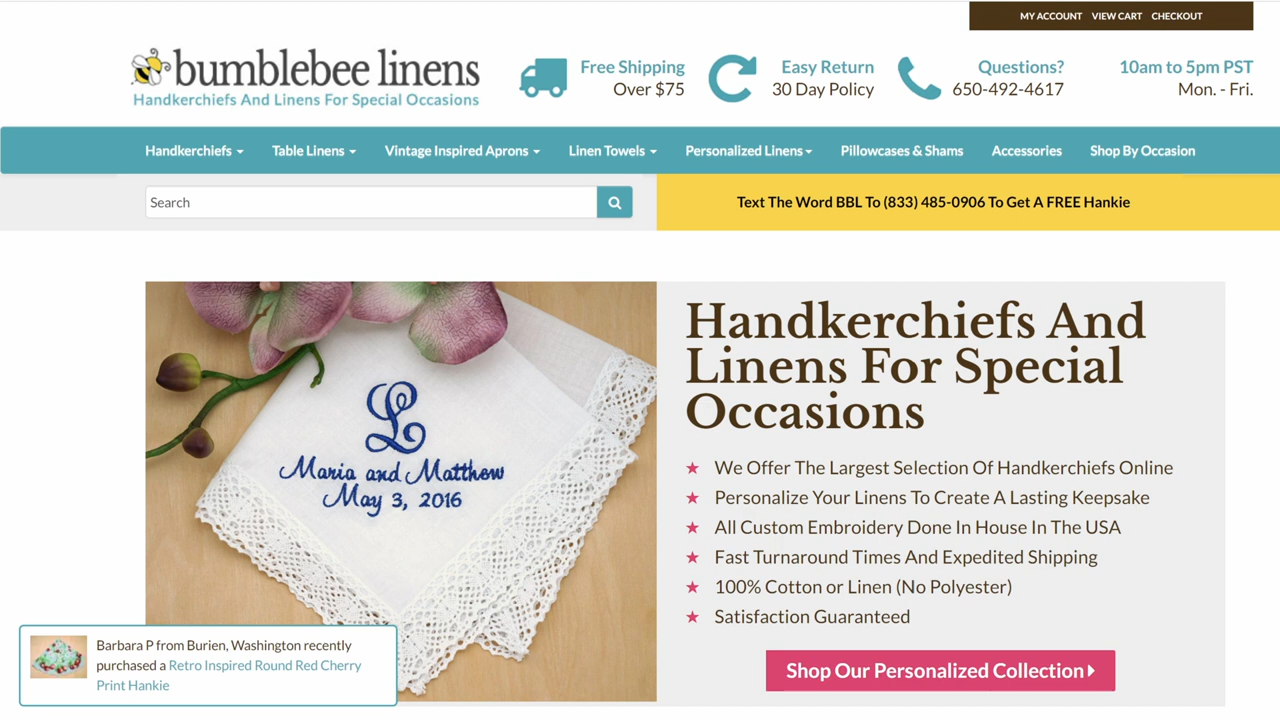 MY ACCOUNT VIEW CART CHECKOUT
bumblebee linens
Handkerchiefs And Linens For Special Occasions
Free Shipping
Over $75
Easy Return
30 Day Policy
Questions?
650-492-4617
10am to 5pm PST
Mon. - Fri.
Handkerchiefs Table Linens Vintage Inspired Aprons Linen Towels Personalized Linens Pillowcases & Shams Accessories Shop By Occasion
Search
Text The Word BBL To (833) 485-0906 To Get A FREE Hankie
L
Maria and Matthew
May 3, 2016
Handkerchiefs And
Linens For Special
Occasions
We Offer The Largest Selection Of Handkerchiefs Online
Personalize Your Linens To Create A Lasting Keepsake
All Custom Embroidery Done In House In The USA
Fast Turnaround Times And Expedited Shipping
100% Cotton or Linen (No Polyester)
Satisfaction Guaranteed
Shop Our Personalized Collection
Barbara P from Burien, Washington recently
purchased a Retro Inspired Round Red Cherry
Print Hankie